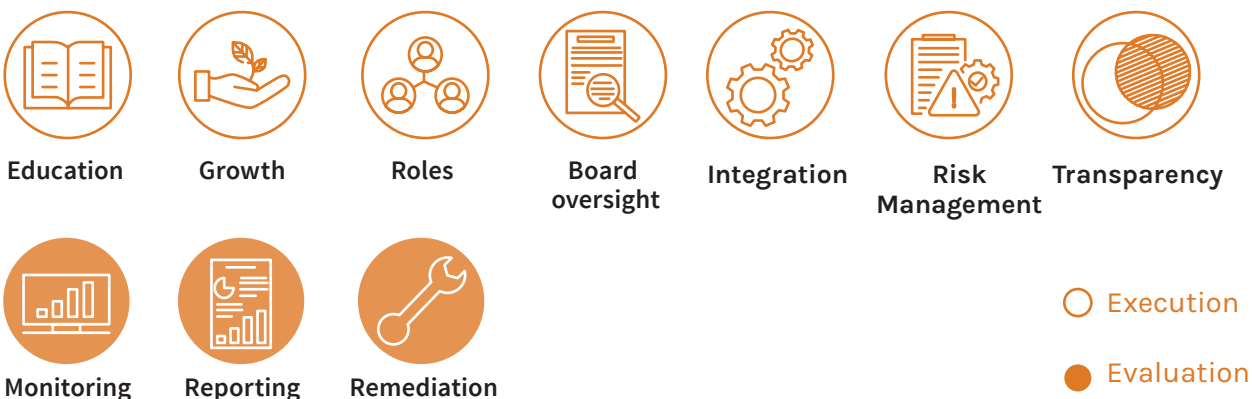 Education
Growth
Roles
Board
oversight
Integration
Risk
Management
Transparency
Monitoring
Reporting
Remediation
Execution
Evaluation